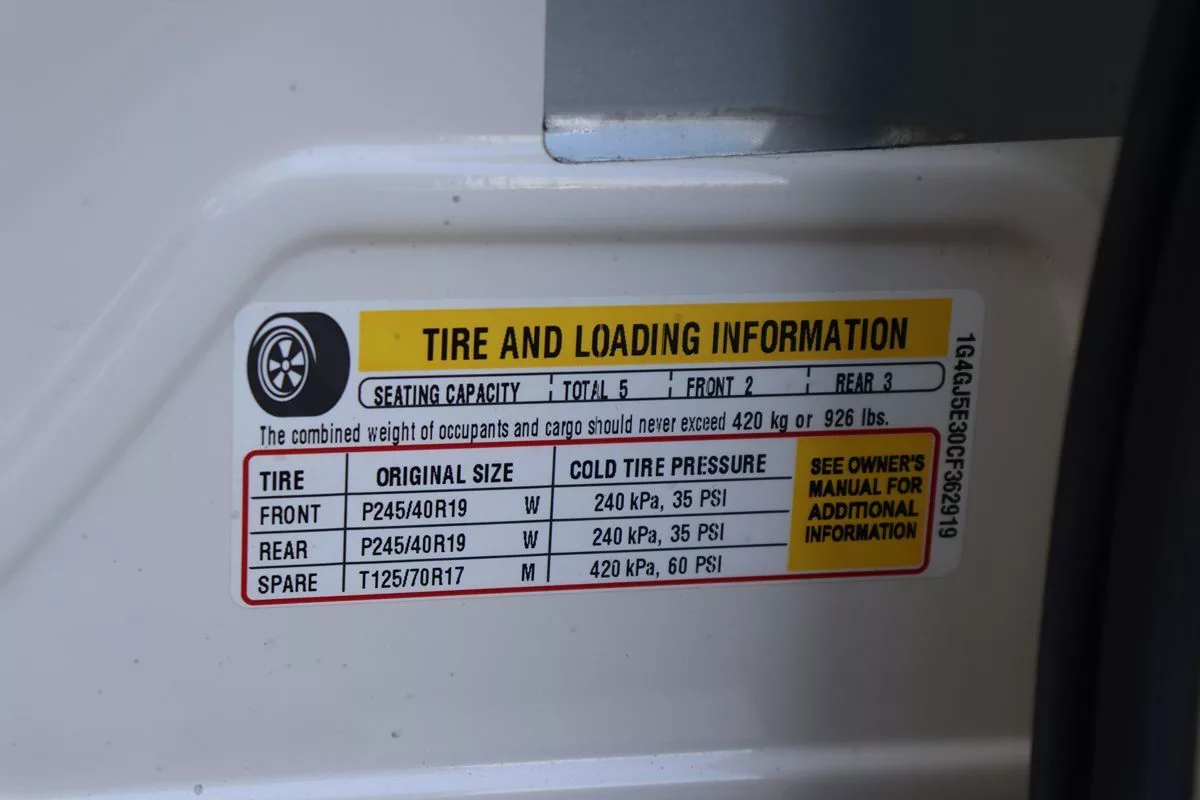 TIRE AND LOADING INFORMATION
SEATING CAPACITY TOTAL 5 FRONT 2 REAR 3
The combined weight of occupants and cargo should never exceed 420 kg or 926 lbs.
TIRE ORIGINAL SIZE COLD TIRE PRESSURE
FRONT P245/40R19 W 240 kPa, 35 PSI
REAR P245/40R19 W 240 kPa, 35 PSI
SPARE T125/70R17 M 420 kPa, 60 PSI
SEE OWNER'S
MANUAL FOR
ADDITIONAL
INFORMATION
1G4GJ5E30CF362919